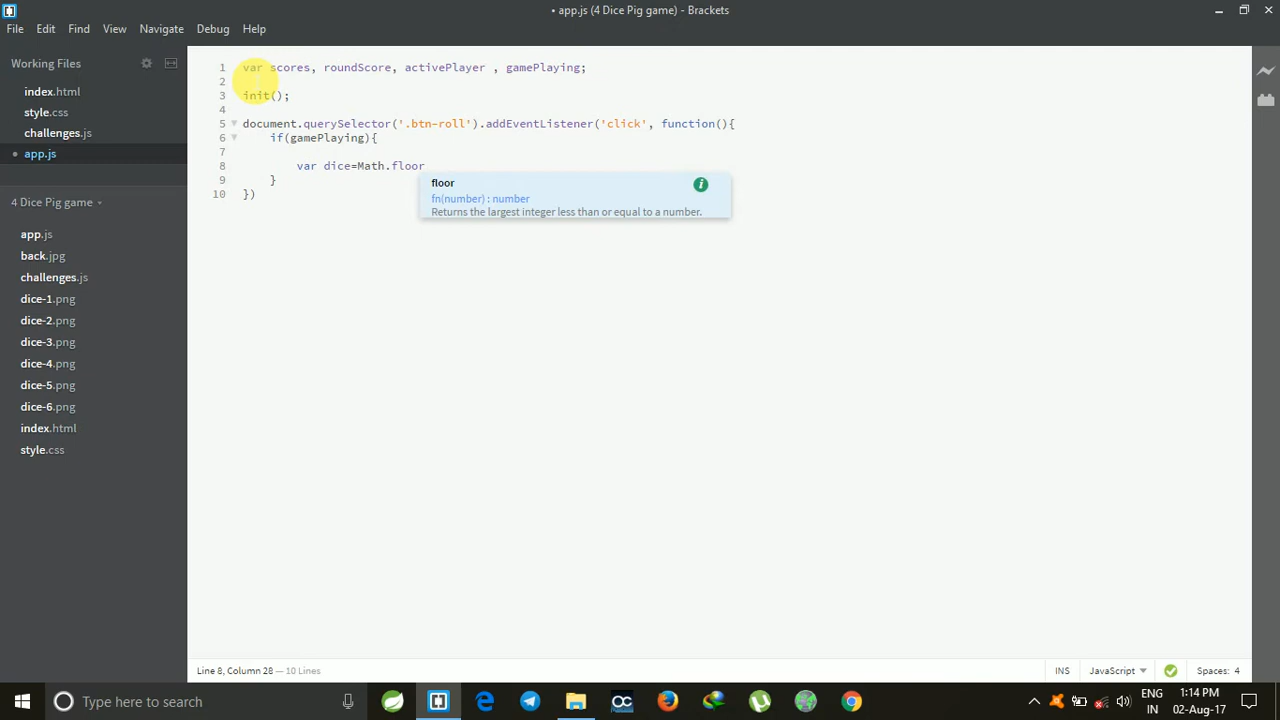 • app.js (4 Dice Pig game) - Brackets
File Edit Find View Navigate Debug Help
Working Files
index.html
style.css
challenges.js
• app.js
4 Dice Pig game
app.js
back.jpg
challenges.js
dice-1.png
dice-2.png
dice-3.png
dice-4.png
dice-5.png
dice-6.png
index.html
style.css
1 var scores, roundScore, activePlayer , gamePlaying;
2
3 init();
4
5 document.querySelector('.btn-roll').addEventListener('click', function(){
6 if(gamePlaying){
7
8 var dice=Math.floor
9 }
10 })
floor
fn(number) : number
Returns the largest integer less than or equal to a number.
Line 8, Column 28 — 10 Lines
INS JavaScript Spaces: 4
Type here to search
ENG
IN
1:14 PM
02-Aug-17